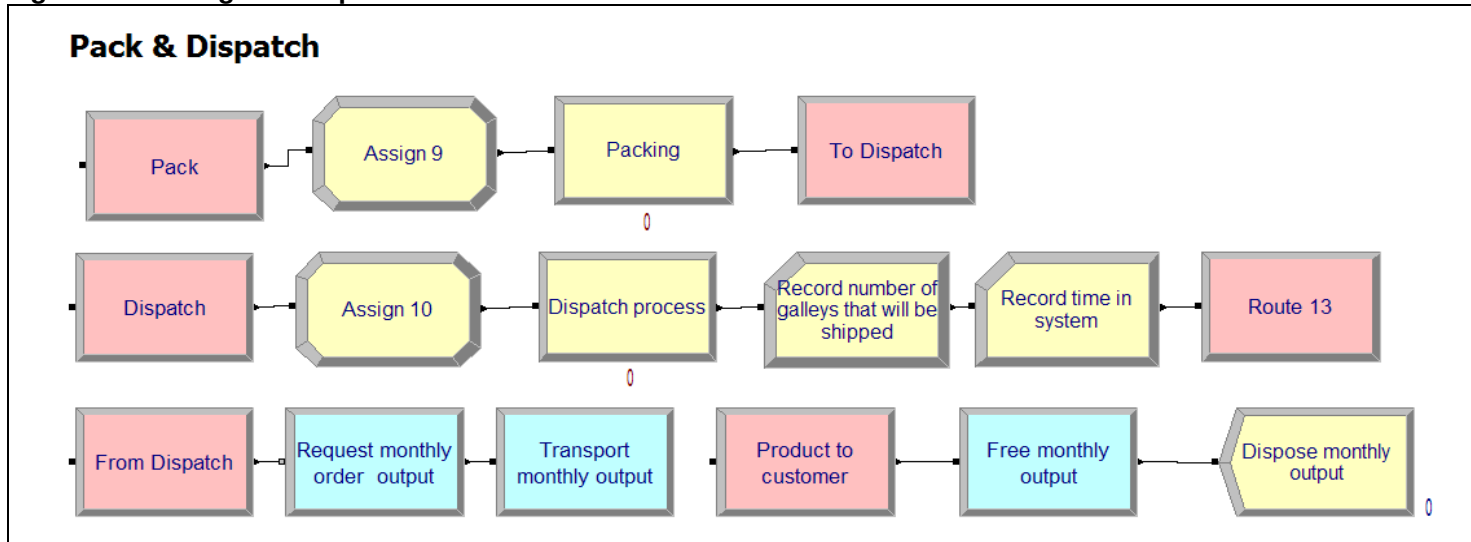 Pack & Dispatch
Pack
Assign 9
Packing
To Dispatch
0
Dispatch
Assign 10
Dispatch process
Record number of
galleys that will be
shipped
Record time in
system
Route 13
0
From Dispatch
Request monthly
order output
Transport
monthly output
Product to
customer
Free monthly
output
Dispose monthly
output
0